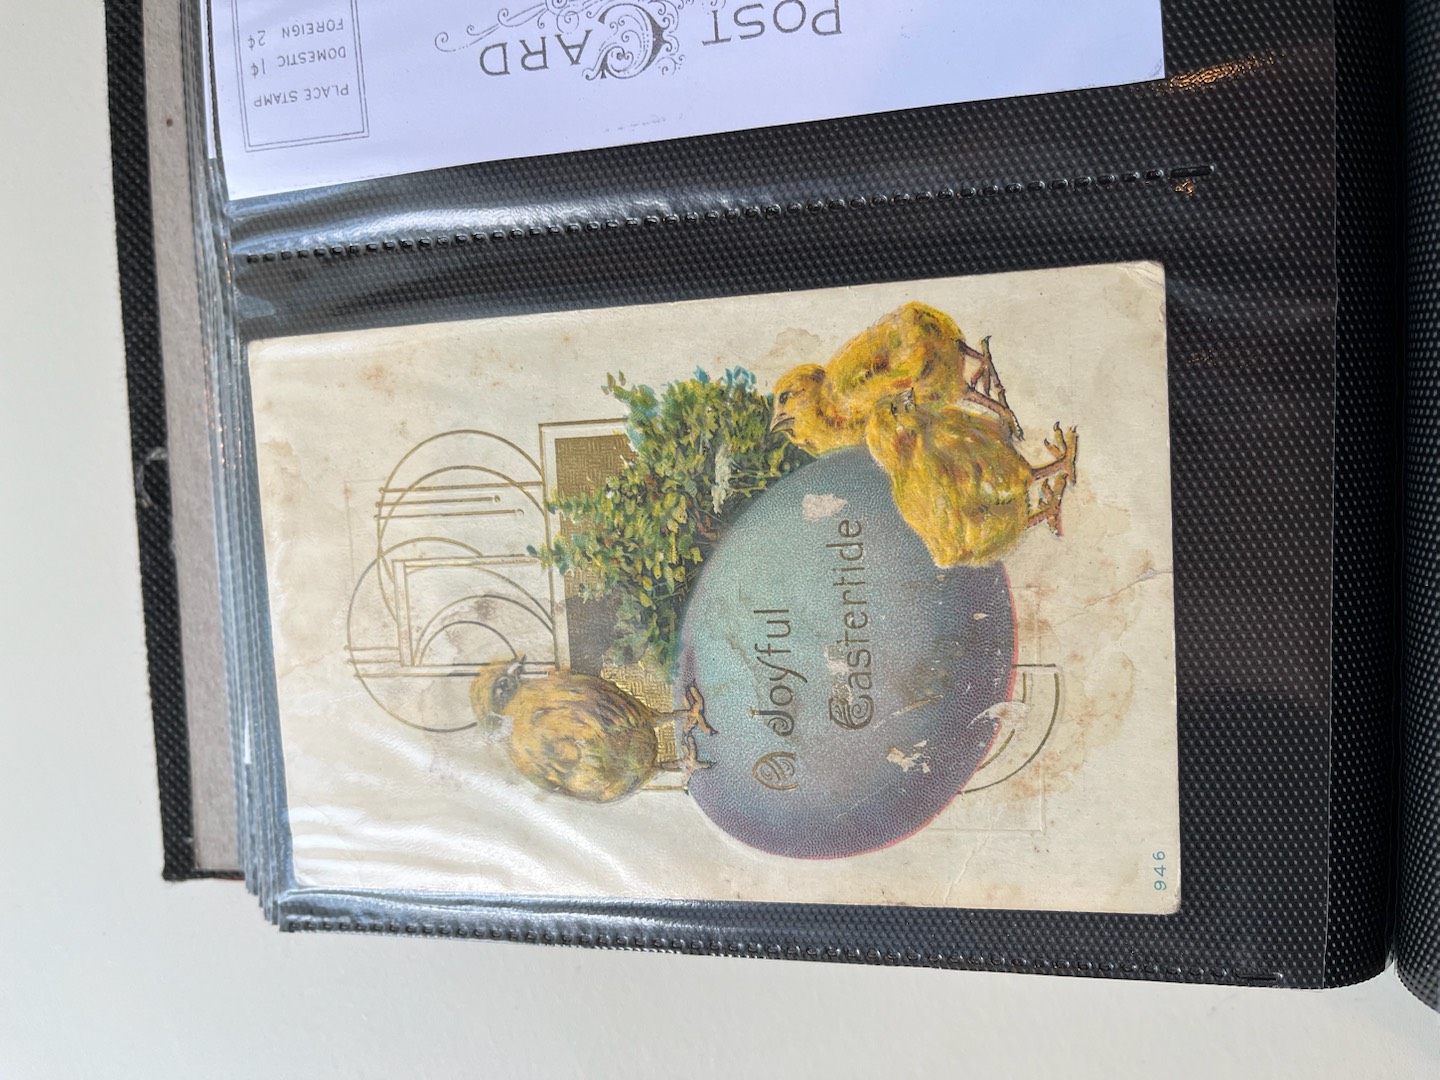 POST CARD
PLACE STAMP
DOMESTIC 1¢
FOREIGN 2¢
A Joyful
Eastertide
946